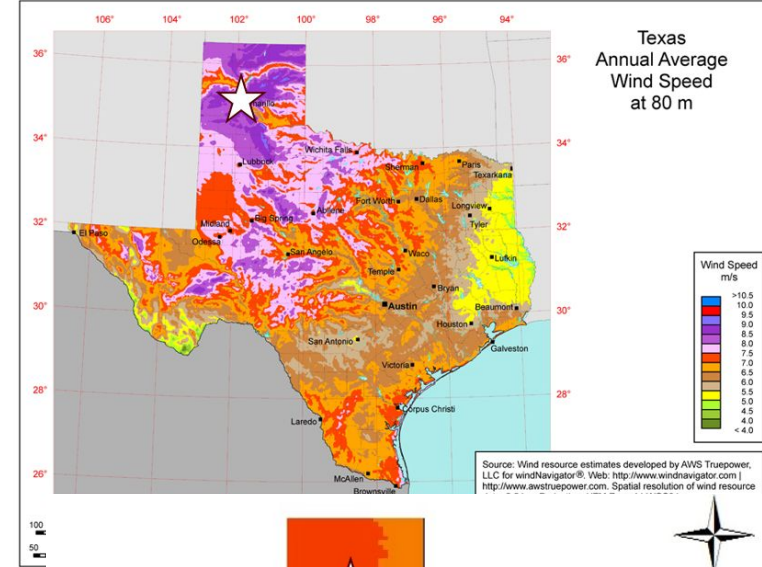 106°
104°
102°
100°
98°
96°
94°
Texas
Annual Average
Wind Speed
at 80 m
36°
36°
34°
34°
Wichita Falls
Sherman
Paris
Texarkana
Lubbock
Fort Worth
Dallas
Longview
Tyler
32°
32°
Abilene
Big Spring
Midland
Odessa
El Paso
San Angelo
Waco
Lufkin
Temple
Bryan
30°
30°
Austin
Beaumont
Houston
San Antonio
Galveston
Victoria
28°
28°
Corpus Christi
Laredo
26°
McAllen
Brownsville
Wind Speed
m/s
>10.5
10.0
9.5
9.0
8.5
8.0
7.5
7.0
6.5
6.0
5.5
5.0
4.5
4.0
< 4.0
Source: Wind resource estimates developed by AWS Truepower,
LLC for windNavigator®. Web: http://www.windnavigator.com |
http://www.awstruepower.com. Spatial resolution of wind resource
100
50